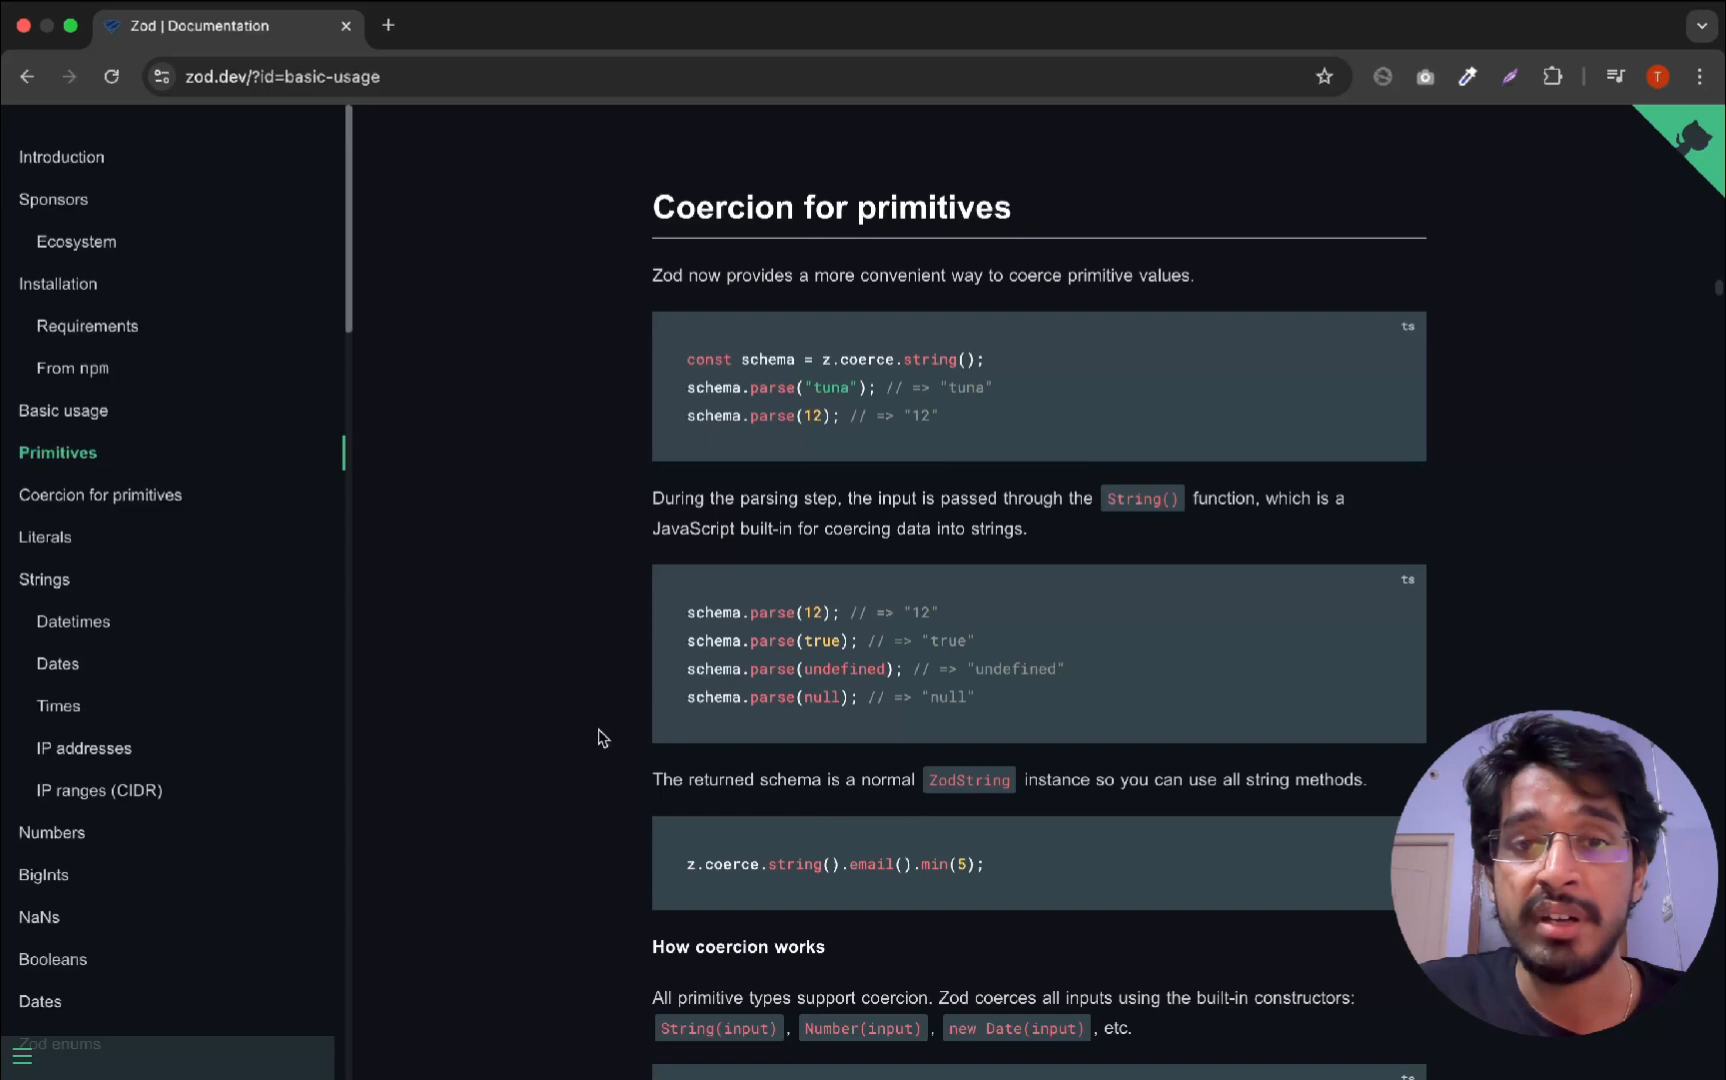 Zod | Documentation
zod.dev/?id=basic-usage
T
Introduction
Sponsors
Ecosystem
Installation
Requirements
From npm
Basic usage
Primitives
Coercion for primitives
Literals
Strings
Datetimes
Dates
Times
IP addresses
IP ranges (CIDR)
Numbers
BigInts
NaNs
Booleans
Dates
Zod enums
Coercion for primitives
Zod now provides a more convenient way to coerce primitive values.
ts
const schema = z.coerce.string();
schema.parse("tuna"); // => "tuna"
schema.parse(12); // => "12"
During the parsing step, the input is passed through the String() function, which is a
JavaScript built-in for coercing data into strings.
ts
schema.parse(12); // => "12"
schema.parse(true); // => "true"
schema.parse(undefined); // => "undefined"
schema.parse(null); // => "null"
The returned schema is a normal ZodString instance so you can use all string methods.
z.coerce.string().email().min(5);
How coercion works
All primitive types support coercion. Zod coerces all inputs using the built-in constructors:
String(input) , Number(input) , new Date(input) , etc.
ts